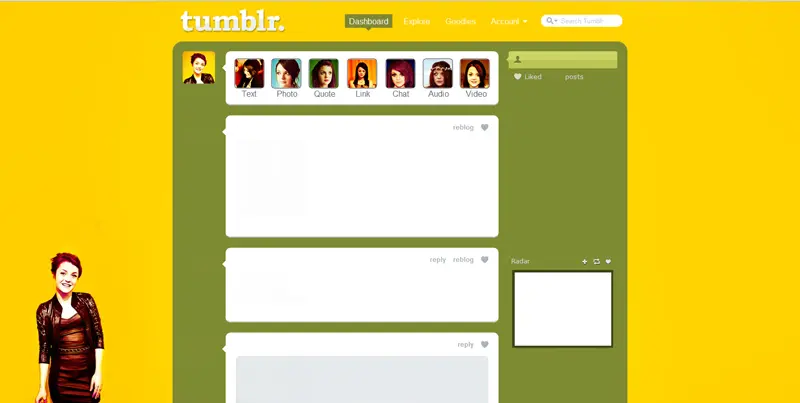 tumblr.
Dashboard Explore Goodies Account
Search Tumblr
Text Photo Quote Link Chat Audio Video
Liked posts
reblog
reply reblog
Radar
reply